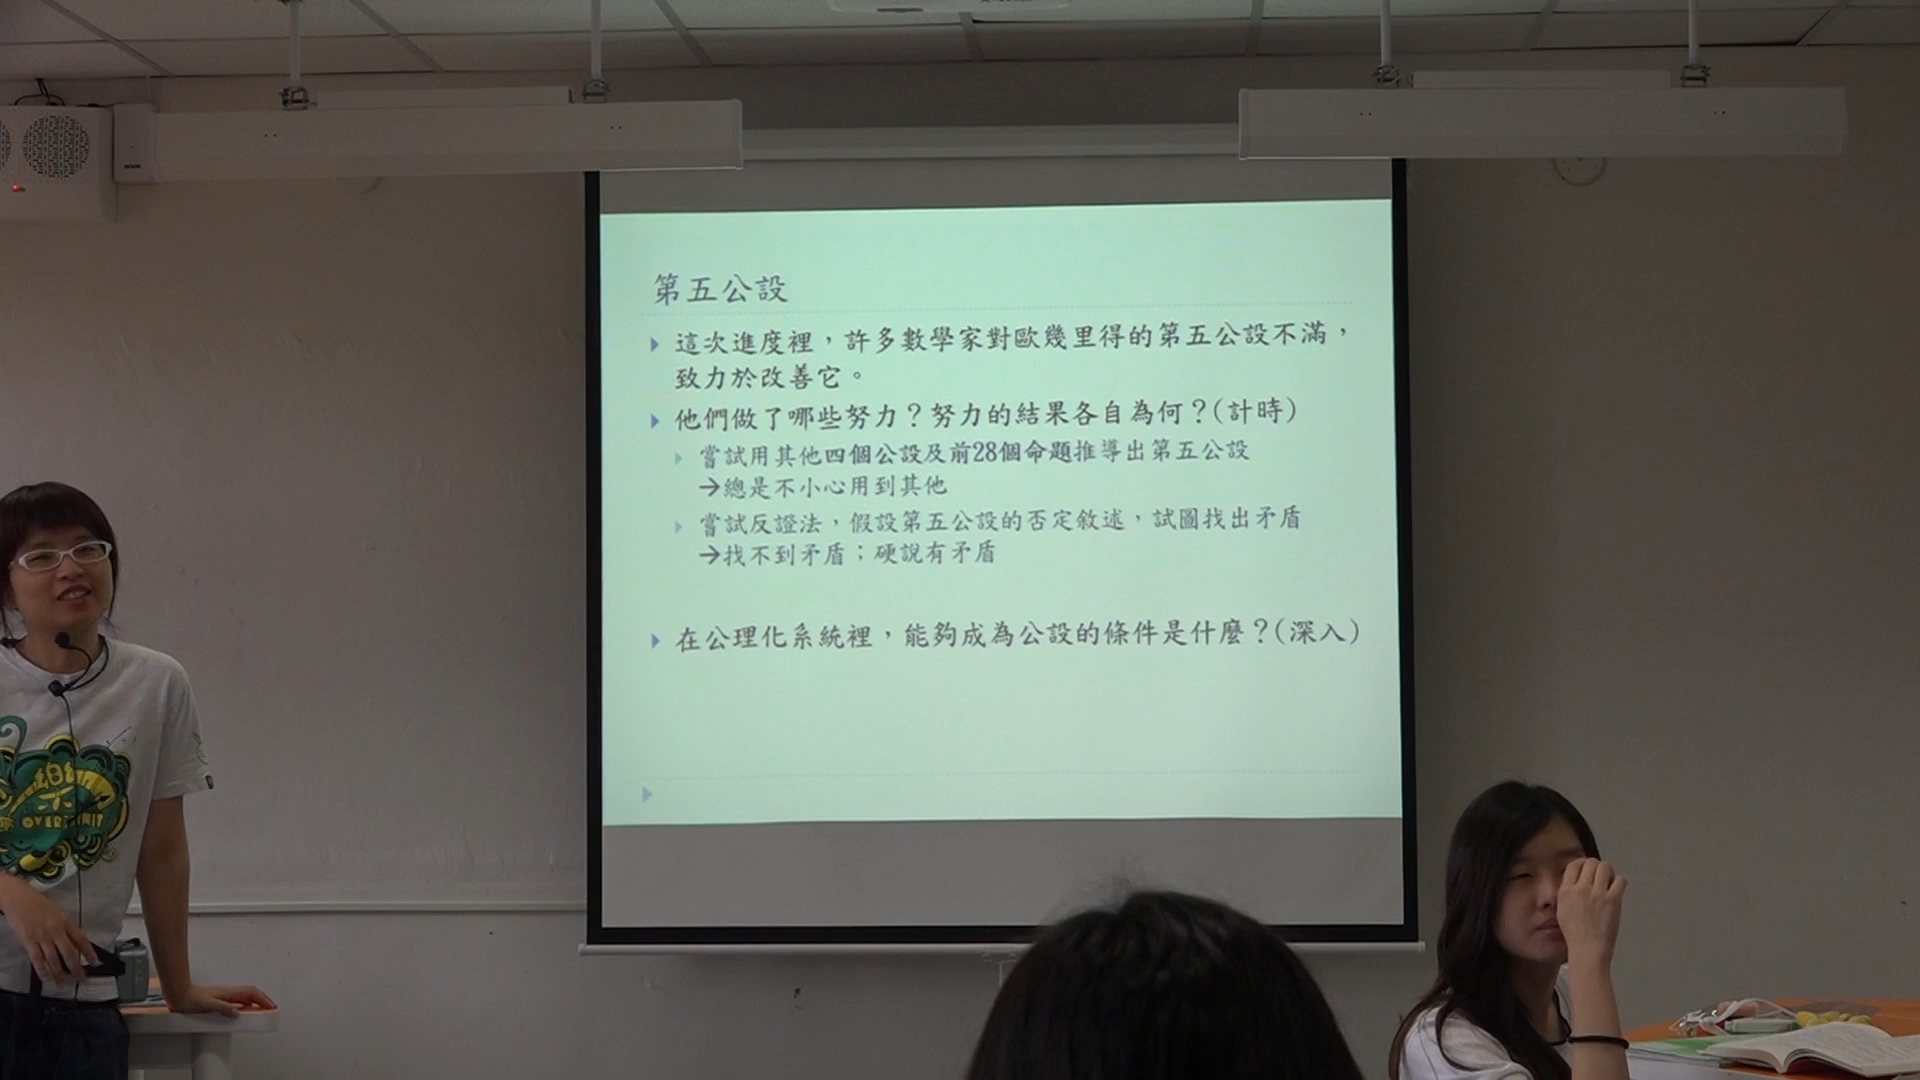 第五公設
這次進度裡，許多數學家對歐幾里得的第五公設不滿，
致力於改善它。
他們做了哪些努力？努力的結果各自為何？(計時)
嘗試用其他四個公設及前28個命題推導出第五公設
→總是不小心用到其他
嘗試反證法，假設第五公設的否定敘述，試圖找出矛盾
→找不到矛盾；硬說有矛盾
在公理化系統裡，能夠成為公設的條件是什麼？(深入)
樂